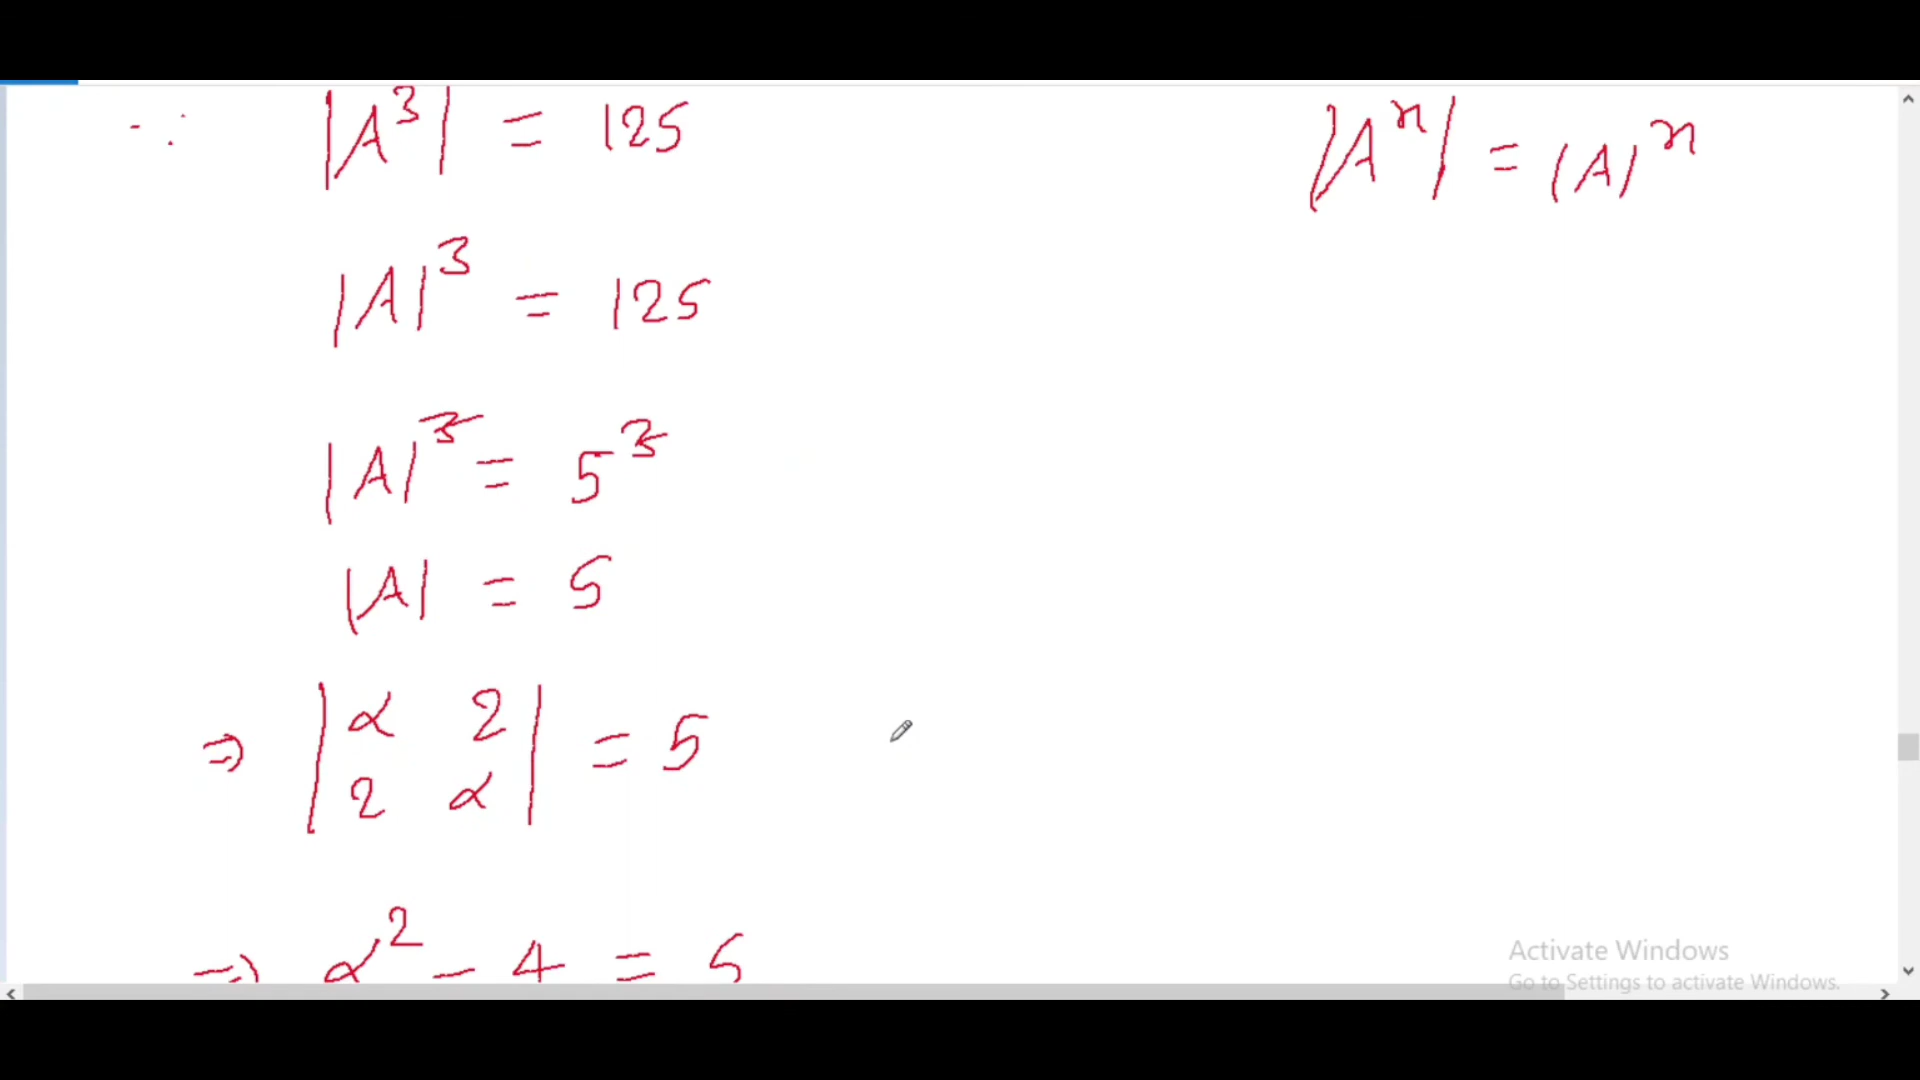 ∵ |A³| = 125
|Aⁿ| = |A|ⁿ
|A|³ = 125
|A|³ = 5³
|A| = 5
⇒ |α 2| = 5
|2 α|
⇒ α² - 4 = 5
Activate Windows
Go to Settings to activate Windows.